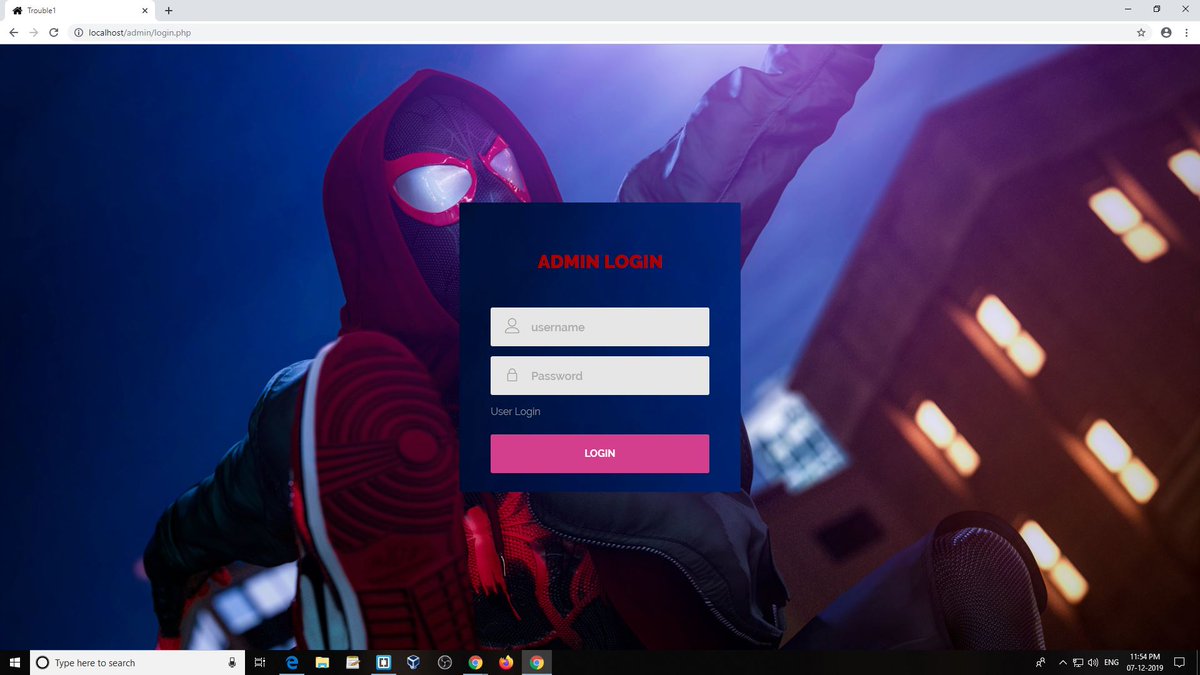 Trouble1
localhost/admin/login.php
ADMIN LOGIN
username
Password
User Login
LOGIN
Type here to search
ENG
11:54 PM
07-12-2019